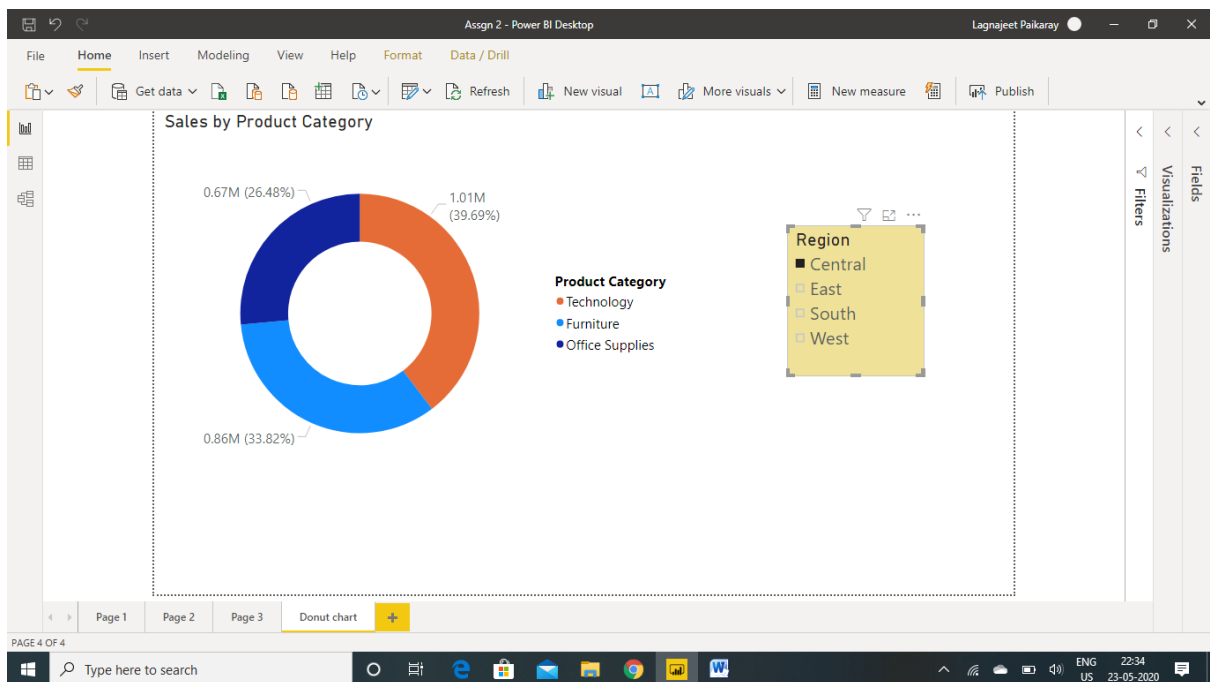 Assgn 2 - Power BI Desktop
Lagnajeet Paikaray
File Home Insert Modeling View Help Format Data / Drill
Get data Refresh New visual More visuals New measure Publish
Sales by Product Category
0.67M (26.48%)
1.01M
(39.69%)
0.86M (33.82%)
Product Category
Technology
Furniture
Office Supplies
Region
Central
East
South
West
Filters
Visualizations
Fields
Page 1 Page 2 Page 3 Donut chart +
PAGE 4 OF 4
Type here to search
ENG 22:34
US 23-05-2020